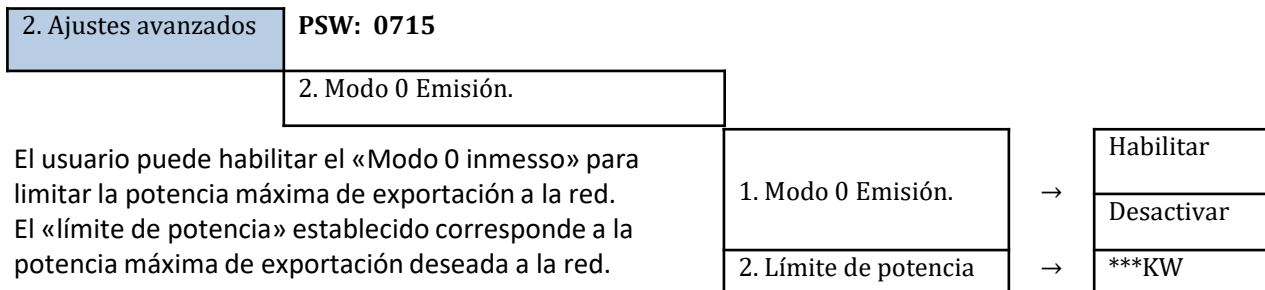 2. Ajustes avanzados PSW: 0715
2. Modo 0 Emisión.
El usuario puede habilitar el «Modo 0 inmesso» para
limitar la potencia máxima de exportación a la red.
El «límite de potencia» establecido corresponde a la
potencia máxima de exportación deseada a la red.
1. Modo 0 Emisión. → Habilitar
Desactivar
2. Límite de potencia → ***KW